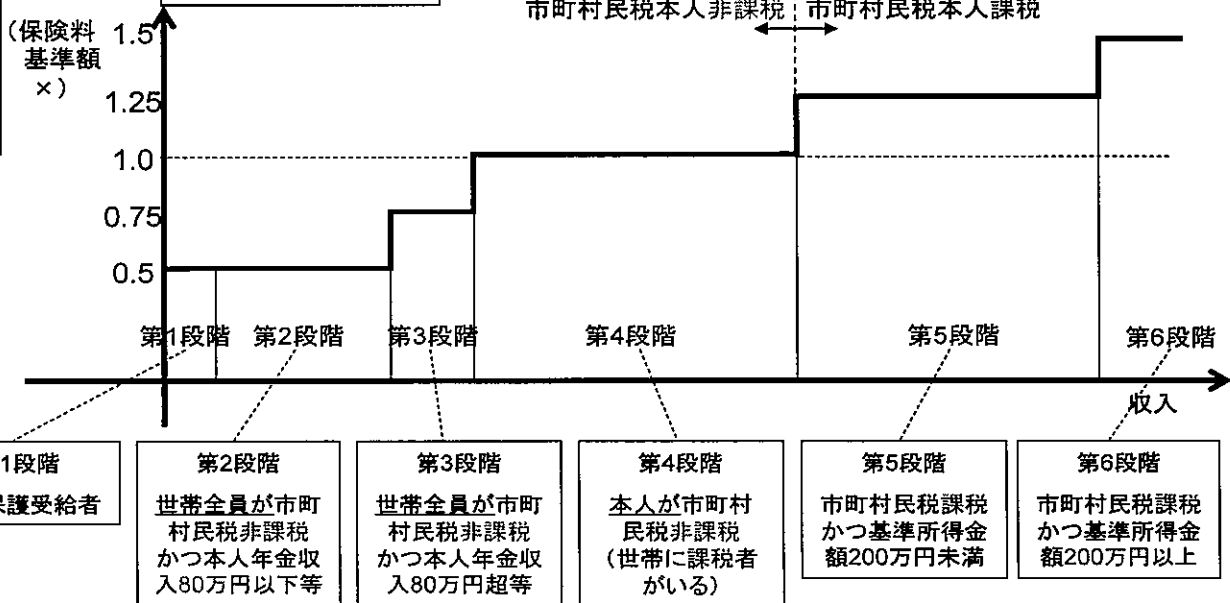 市町村民税本人非課税 市町村民税本人課税
(保険料
基準額
×)
1.5
1.25
1.0
0.75
0.5
第1段階 第2段階 第3段階 第4段階 第5段階 第6段階
収入
1段階
保護受給者
第2段階
世帯全員が市町
村民税非課税
かつ本人年金収
入80万円以下等
第3段階
世帯全員が市町
村民税非課税
かつ本人年金収
入80万円超等
第4段階
本人が市町村
民税非課税
(世帯に課税者
がいる)
第5段階
市町村民税課税
かつ基準所得金
額200万円未満
第6段階
市町村民税課税
かつ基準所得金
額200万円以上